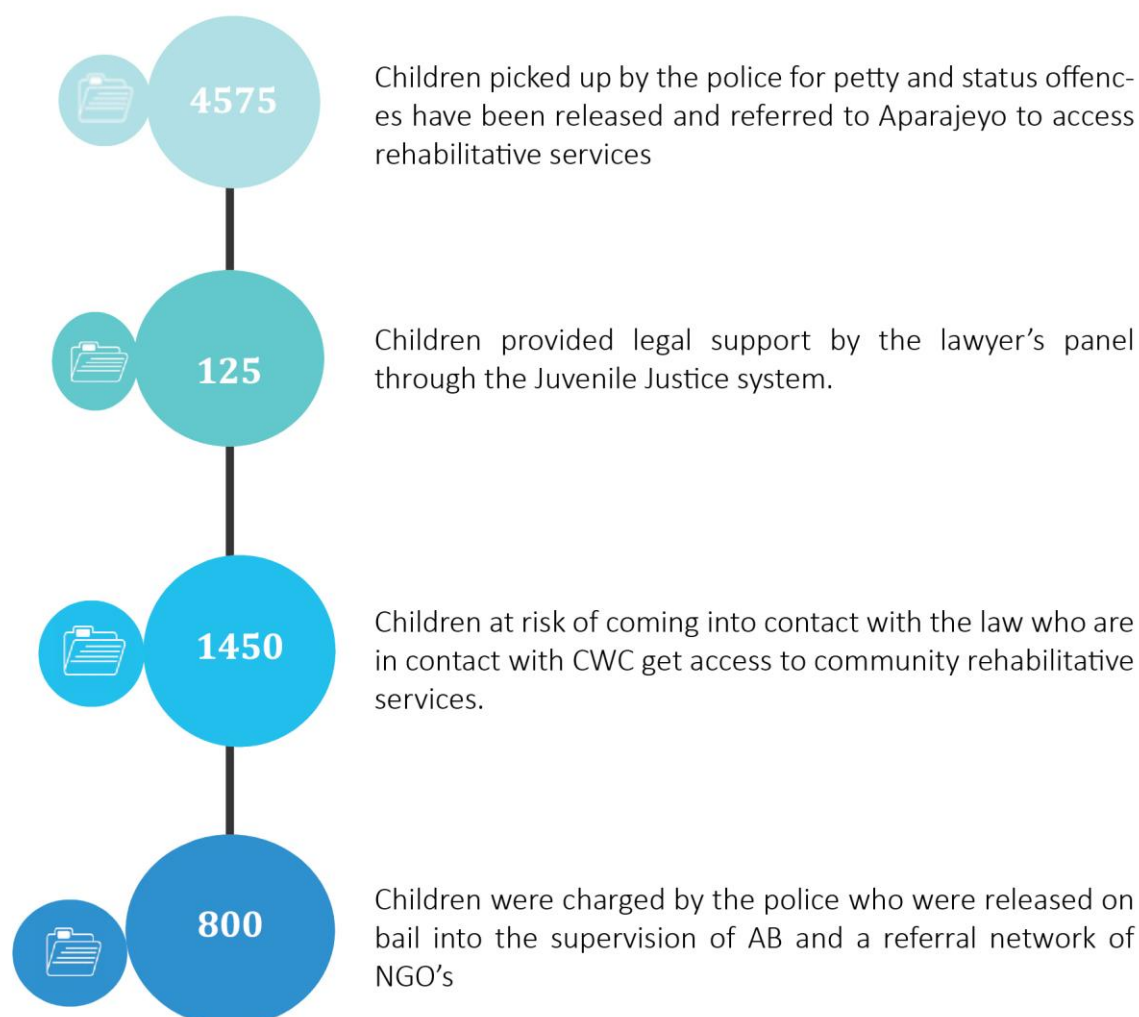 4575
Children picked up by the police for petty and status offenc-
es have been released and referred to Aparajeyo to access
rehabilitative services
125
Children provided legal support by the lawyer’s panel
through the Juvenile Justice system.
1450
Children at risk of coming into contact with the law who are
in contact with CWC get access to community rehabilitative
services.
800
Children were charged by the police who were released on
bail into the supervision of AB and a referral network of
NGO’s